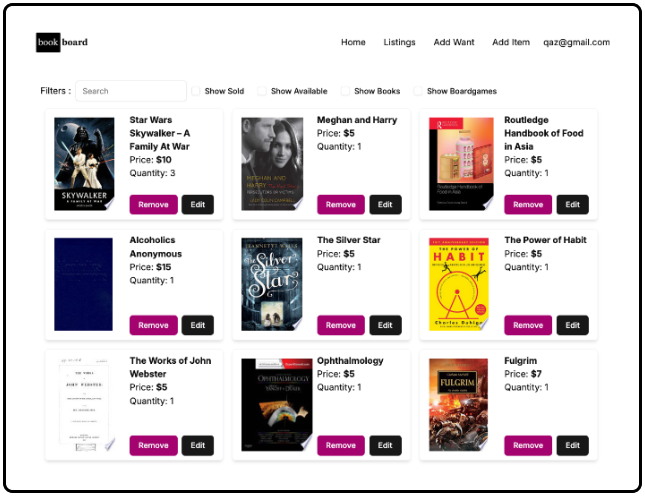 book board
Home Listings Add Want Add Item qaz@gmail.com
Filters : Search Show Sold Show Available Show Books Show Boardgames
Star Wars
Skywalker – A
Family At War
Price: $10
Quantity: 3
Remove Edit
SKYWALKER
A FAMILY AT WAR
Meghan and Harry
Price: $5
Quantity: 1
Remove Edit
MEGHAN AND
HARRY
Routledge
Handbook of Food
in Asia
Price: $5
Quantity: 1
Remove Edit
Routledge Handbook of
Food in Asia
Alcoholics
Anonymous
Price: $15
Quantity: 1
Remove Edit
The Silver Star
Price: $5
Quantity: 1
Remove Edit
JEANNETTE WALLS
The
Silver
Star
The Power of Habit
Price: $5
Quantity: 1
Remove Edit
THE POWER OF
HABIT
Charles Duhigg
The Works of John
Webster
Price: $5
Quantity: 1
Remove Edit
JOHN WEBSTER
Ophthalmology
Price: $5
Quantity: 1
Remove Edit
OPHTHALMOLOGY
Fulgrim
Price: $7
Quantity: 1
Remove Edit
FULGRIM